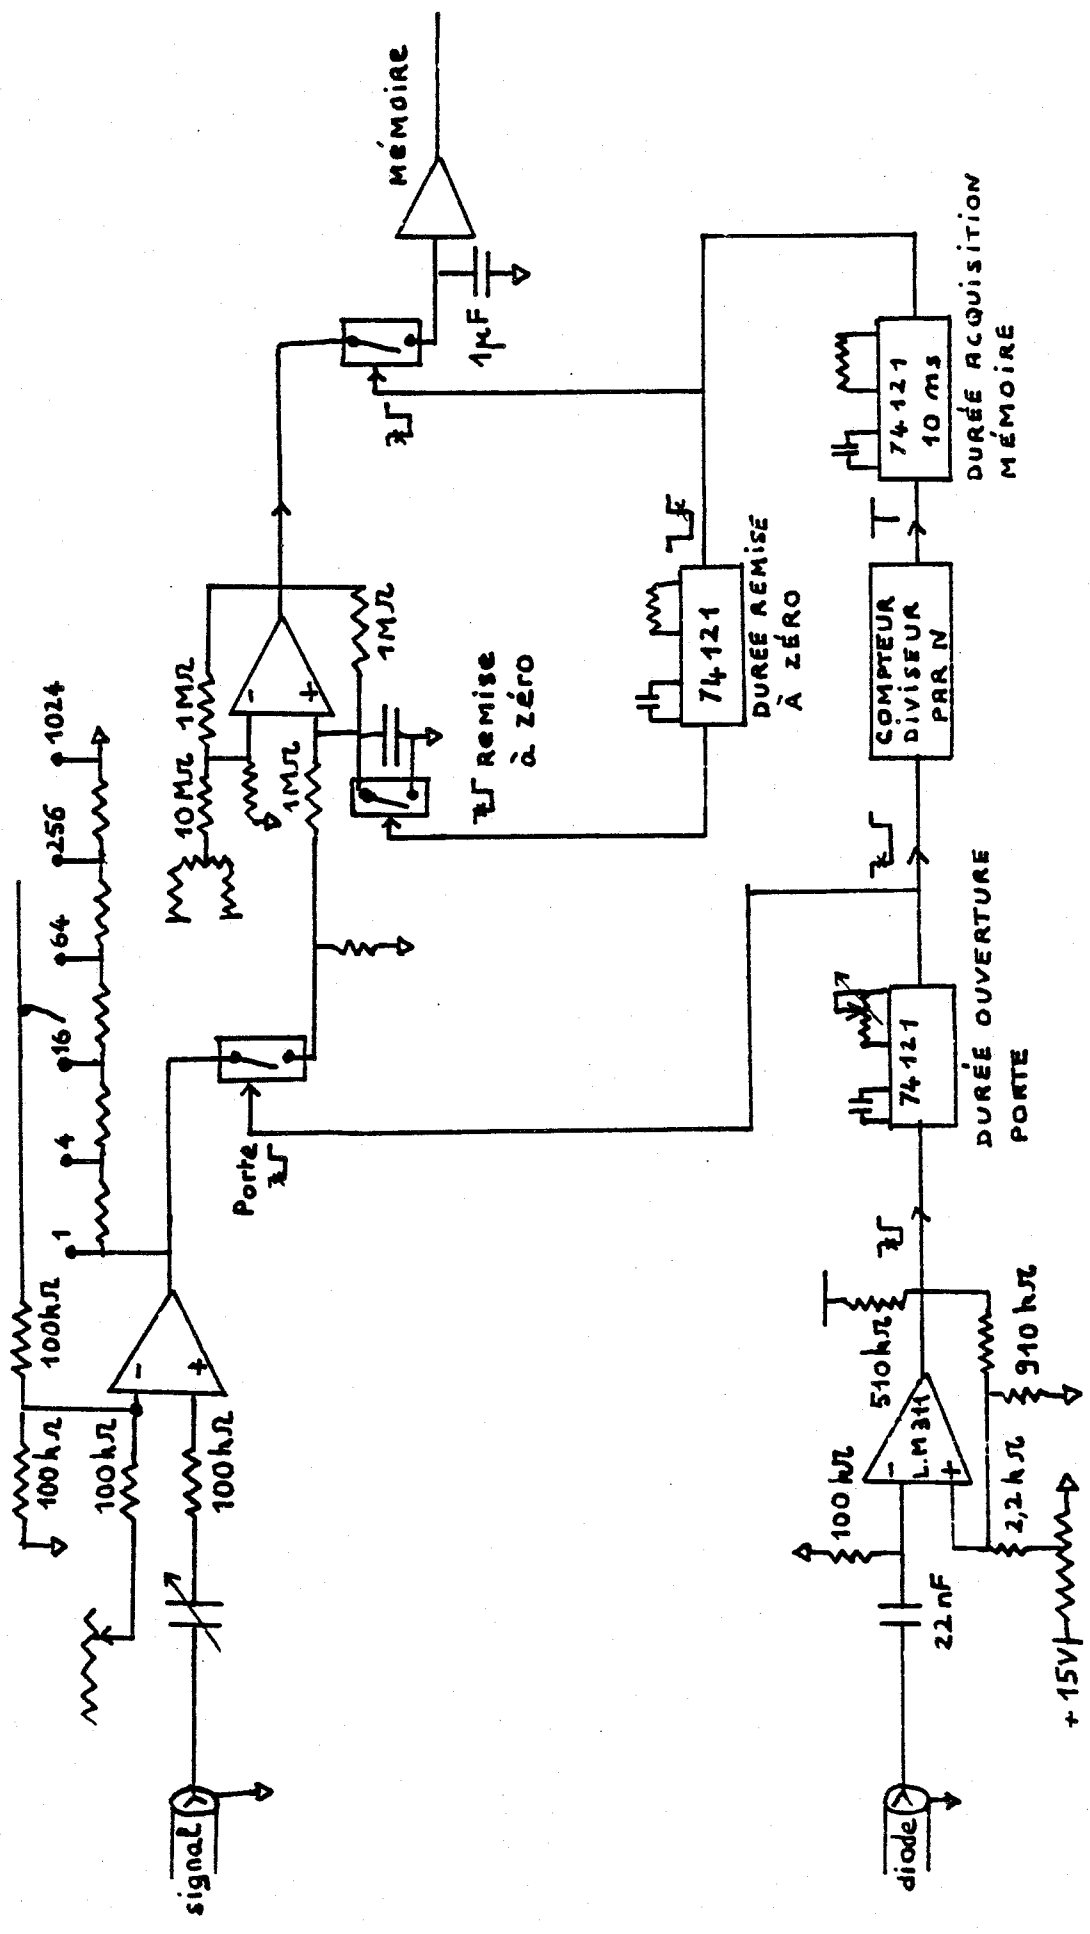 signal
100kΩ
100kΩ
100kΩ
100kΩ
-
+
1
4
16
64
256
1024
Porte
10MΩ
1MΩ
1MΩ
1MΩ
-
+
Remise
à zéro
1µF
MÉMOIRE
diode
22nF
100kΩ
-
+
LM311
2,2kΩ
+15V
510kΩ
910kΩ
74121
DURÉE OUVERTURE
PORTE
COMPTEUR
DIVISEUR
PAR N
74121
DURÉE REMISE
À ZÉRO
74121
10 ms
DURÉE ACQUISITION
MÉMOIRE